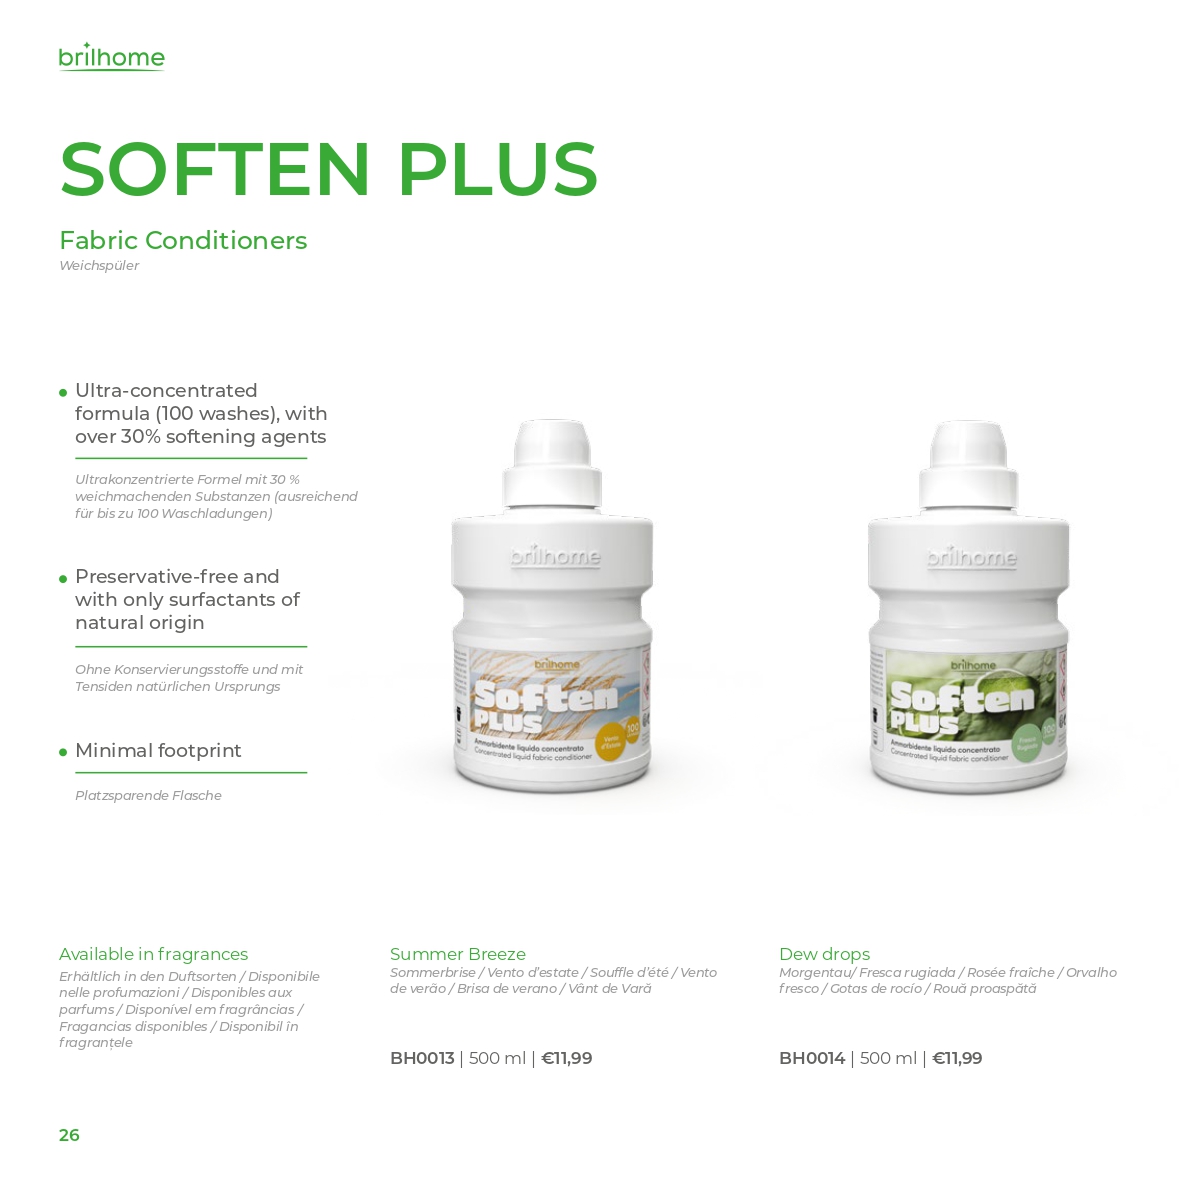 brilhome
SOFTEN PLUS
Fabric Conditioners
Weichspüler
Ultra-concentrated
formula (100 washes), with
over 30% softening agents
Ultrakonzentrierte Formel mit 30 %
weichmachenden Substanzen (ausreichend
für bis zu 100 Waschladungen)
Preservative-free and
with only surfactants of
natural origin
Ohne Konservierungsstoffe und mit
Tensiden natürlichen Ursprungs
Minimal footprint
Platzsparende Flasche
brilhome
brilhome
Soften
PLUS
Vento
d'Estate
100
Ammorbidente liquido concentrato
Concentrated liquid fabric conditioner
brilhome
brilhome
Soften
PLUS
Fresca
Rugiada
100
Ammorbidente liquido concentrato
Concentrated liquid fabric conditioner
Available in fragrances
Erhältlich in den Duftsorten / Disponibile
nelle profumazioni / Disponibles aux
parfums / Disponível em fragrâncias /
Fragancias disponibles / Disponibil în
fragranțele
Summer Breeze
Sommerbrise / Vento d'estate / Souffle d'été / Vento
de verão / Brisa de verano / Vânt de Vară
BH0013 | 500 ml | €11,99
Dew drops
Morgentau/ Fresca rugiada / Rosée fraîche / Orvalho
fresco / Gotas de rocío / Rouă proaspătă
BH0014 | 500 ml | €11,99
26